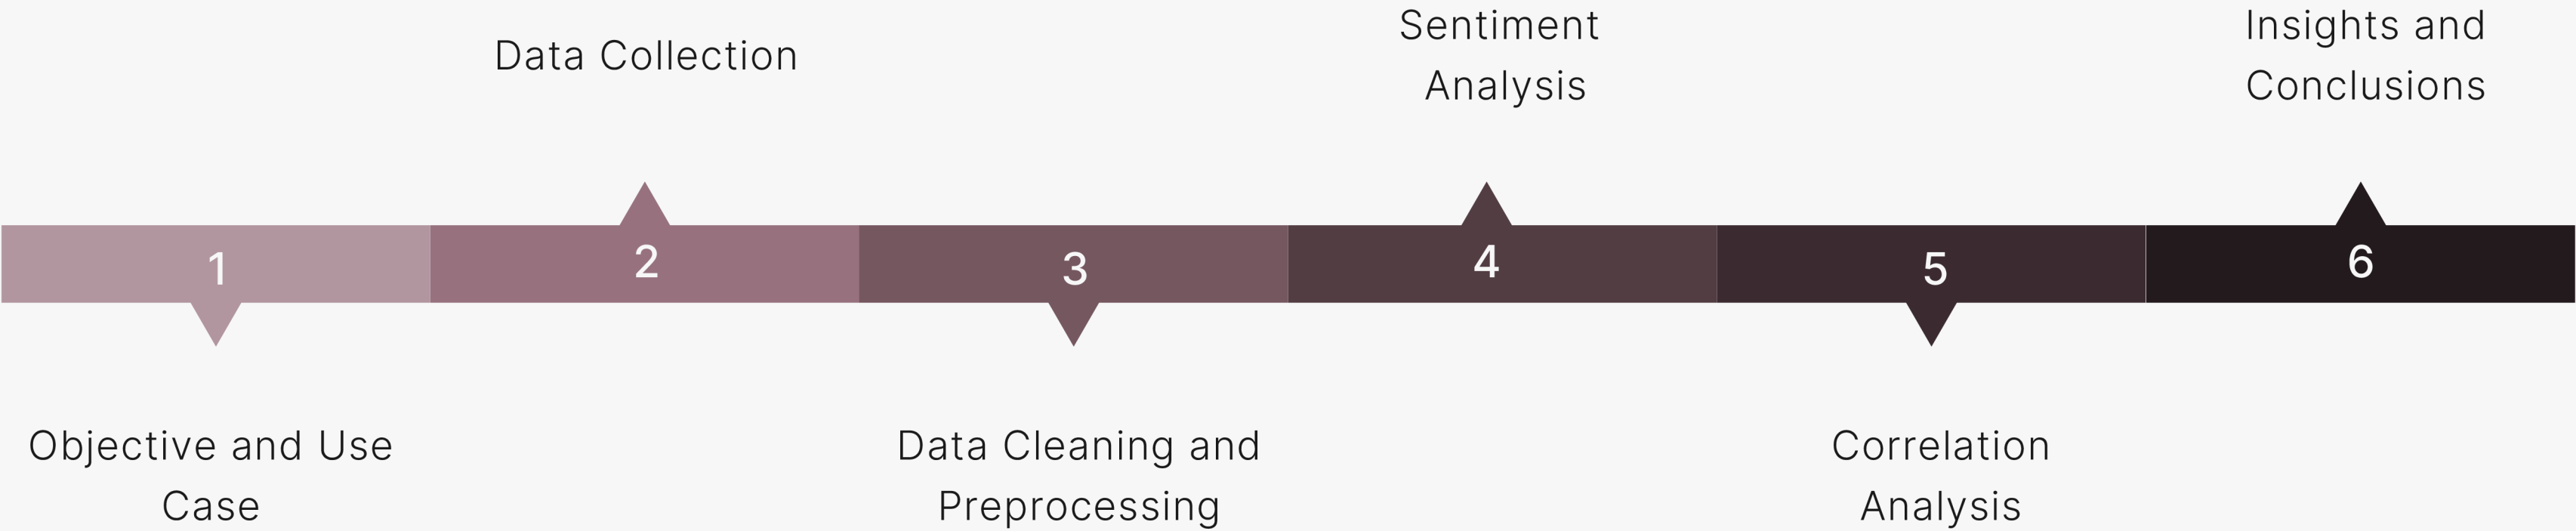 Data Collection
Sentiment
Analysis
Insights and
Conclusions
1
2
3
4
5
6
Objective and Use
Case
Data Cleaning and
Preprocessing
Correlation
Analysis